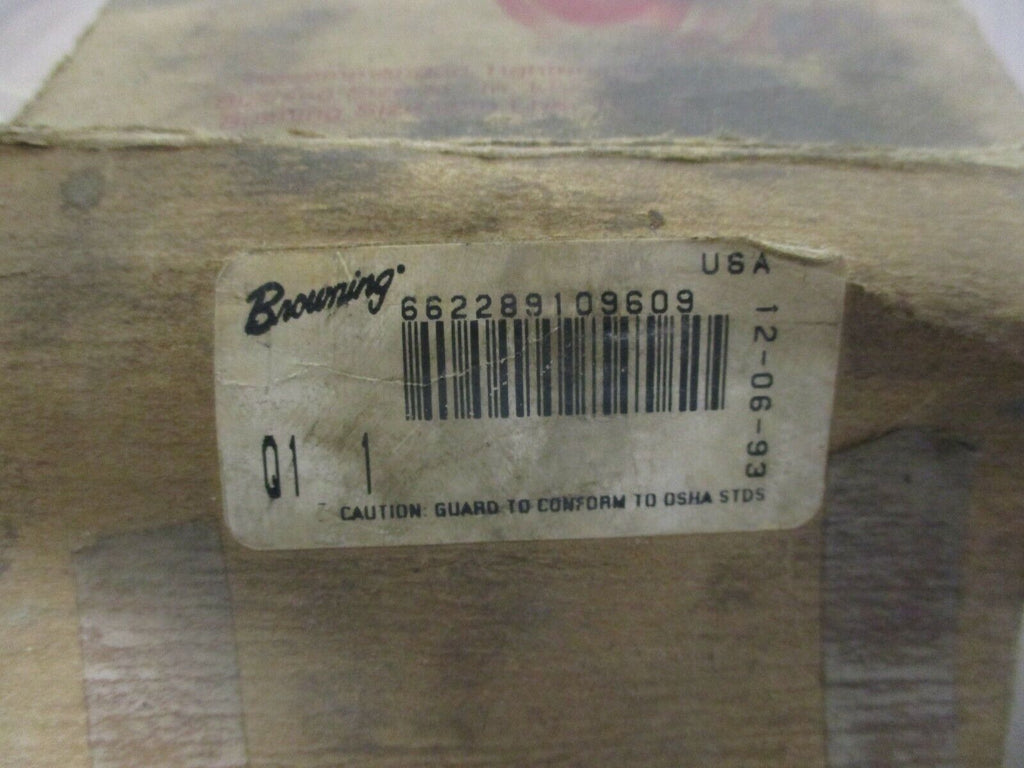 Browning
USA
662289109609
12-06-93
Q1 1
CAUTION: GUARD TO CONFORM TO OSHA STDS